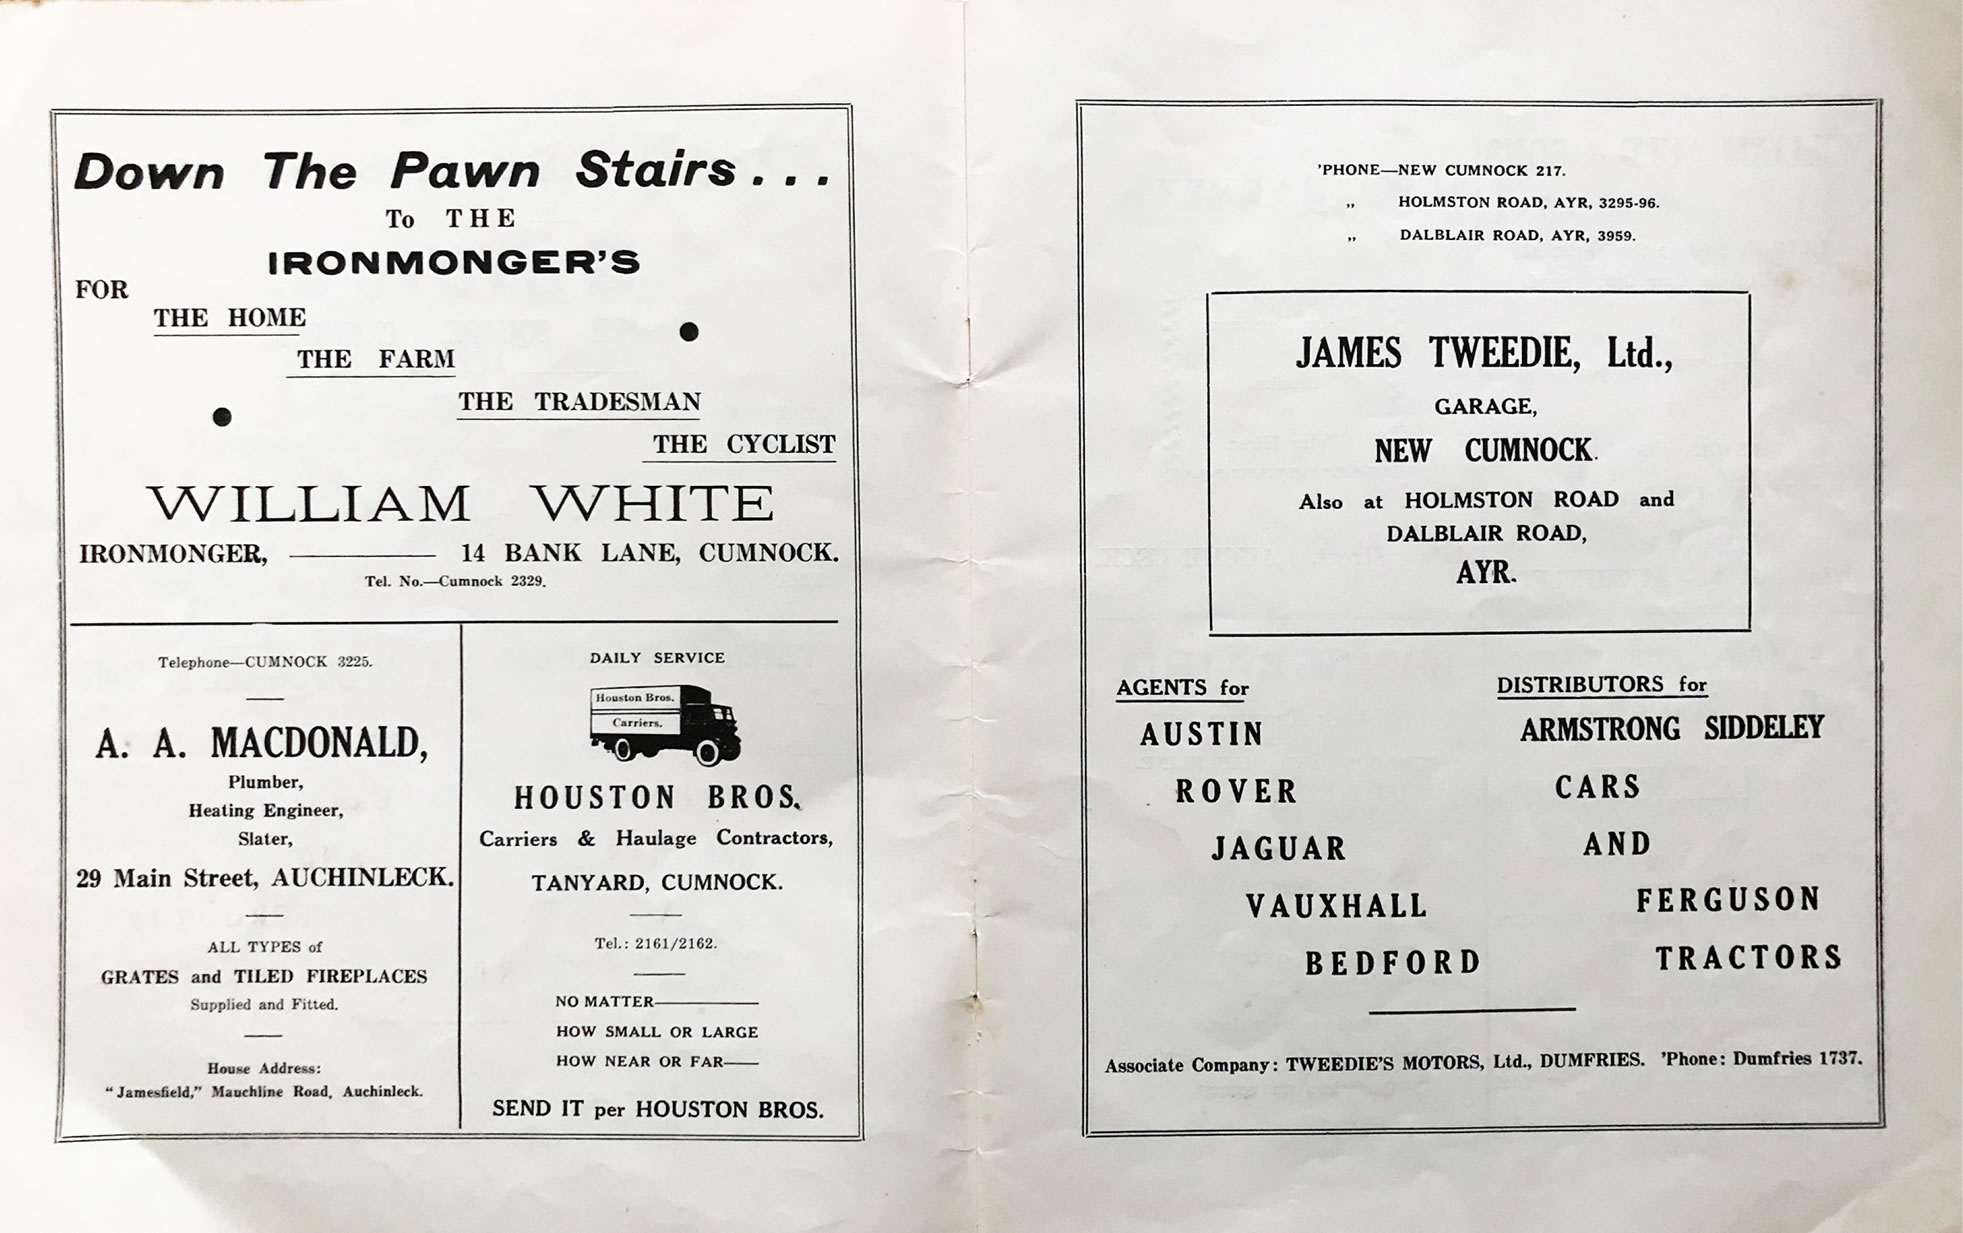 Down The Pawn Stairs...
To THE
IRONMONGER'S
FOR
THE HOME
THE FARM
THE TRADESMAN
THE CYCLIST
WILLIAM WHITE
IRONMONGER, ——— 14 BANK LANE, CUMNOCK.
Tel. No.—Cumnock 2329.
Telephone—CUMNOCK 3225.
A. A. MACDONALD,
Plumber,
Heating Engineer,
Slater,
29 Main Street, AUCHINLECK.
ALL TYPES of
GRATES and TILED FIREPLACES
Supplied and Fitted.
House Address:
"Jamesfield," Mauchline Road, Auchinleck.
DAILY SERVICE
Houston Bros.
Carriers.
HOUSTON BROS.
Carriers & Haulage Contractors,
TANYARD, CUMNOCK.
Tel.: 2161/2162.
NO MATTER———
HOW SMALL OR LARGE
HOW NEAR OR FAR——
SEND IT per HOUSTON BROS.
'PHONE—NEW CUMNOCK 217.
„ HOLMSTON ROAD, AYR, 3295-96.
„ DALBLAIR ROAD, AYR, 3959.
JAMES TWEEDIE, Ltd.,
GARAGE,
NEW CUMNOCK.
Also at HOLMSTON ROAD and
DALBLAIR ROAD,
AYR.
AGENTS for
AUSTIN
ROVER
JAGUAR
VAUXHALL
BEDFORD
DISTRIBUTORS for
ARMSTRONG SIDDELEY
CARS
AND
FERGUSON
TRACTORS
Associate Company: TWEEDIE'S MOTORS, Ltd., DUMFRIES. 'Phone: Dumfries 1737.